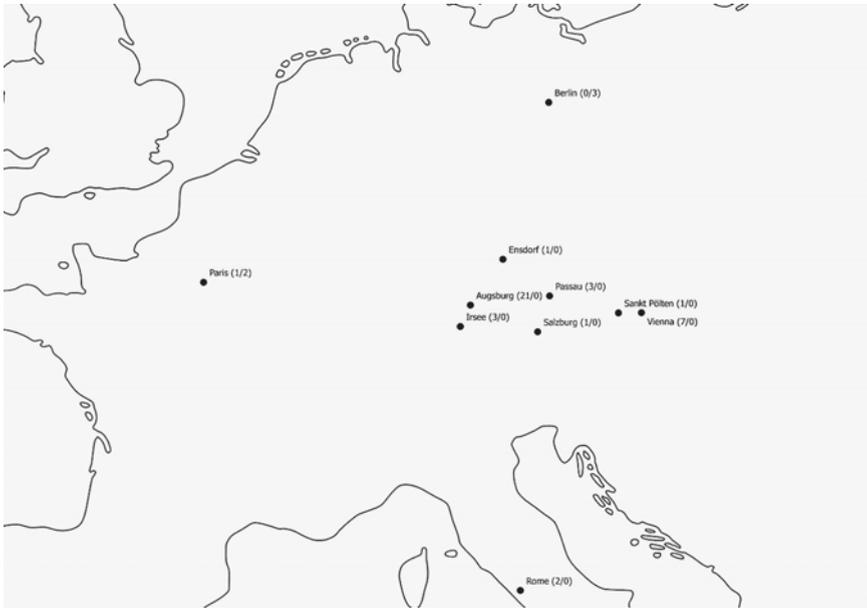 Berlin (0/3)
Ensdorf (1/0)
Paris (1/2)
Passau (3/0)
Augsburg (21/0)
Sankt Pölten (1/0)
Irsee (3/0)
Salzburg (1/0)
Vienna (7/0)
Rome (2/0)